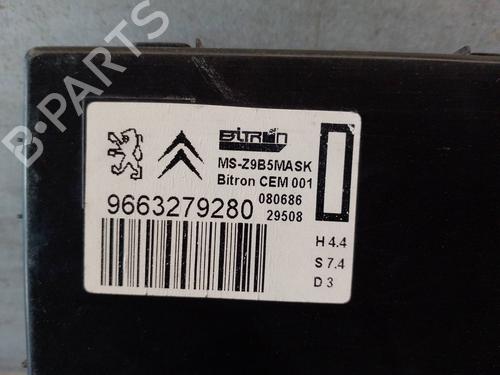 BITRON
MS-Z9B5MASK
Bitron CEM 001
9663279280
080686
29508
H 4.4
S 7.4
D 3
B-PARTS